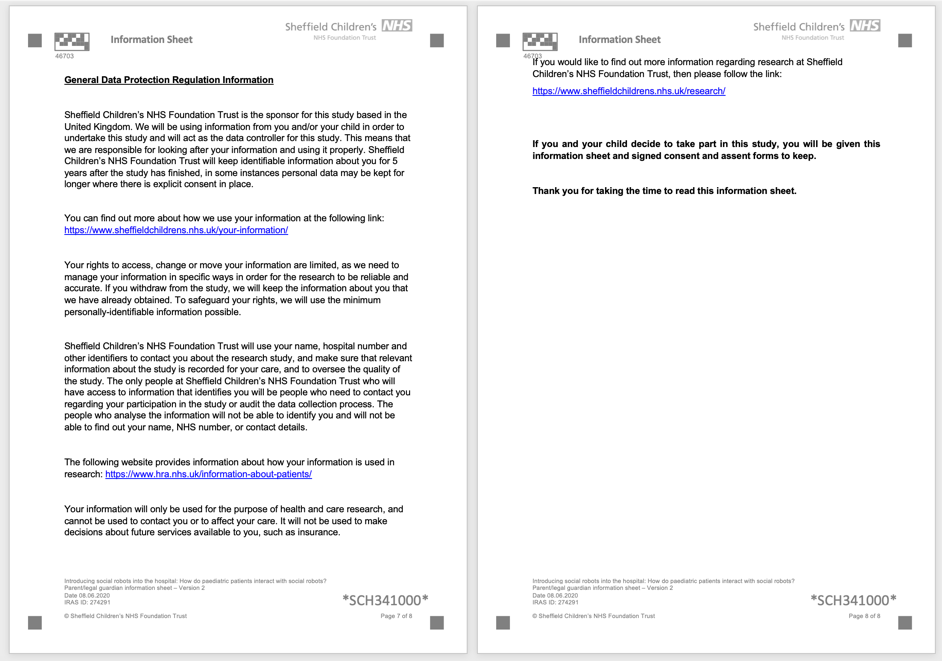 Sheffield Children's NHS
NHS Foundation Trust
Information Sheet
46703
General Data Protection Regulation Information
Sheffield Children's NHS Foundation Trust is the sponsor for this study based in the
United Kingdom. We will be using information from you and/or your child in order to
undertake this study and will act as the data controller for this study. This means that
we are responsible for looking after your information and using it properly. Sheffield
Children's NHS Foundation Trust will keep identifiable information about you for 5
years after the study has finished, in some instances personal data may be kept for
longer where there is explicit consent in place.
You can find out more about how we use your information at the following link:
https://www.sheffieldchildrens.nhs.uk/your-information/
Your rights to access, change or move your information are limited, as we need to
manage your information in specific ways in order for the research to be reliable and
accurate. If you withdraw from the study, we will keep the information about you that
we have already obtained. To safeguard your rights, we will use the minimum
personally-identifiable information possible.
Sheffield Children's NHS Foundation Trust will use your name, hospital number and
other identifiers to contact you about the research study, and make sure that relevant
information about the study is recorded for your care, and to oversee the quality of
the study. The only people at Sheffield Children's NHS Foundation Trust who will
have access to information that identifies you will be people who need to contact you
regarding your participation in the study or audit the data collection process. The
people who analyse the information will not be able to identify you and will not be
able to find out your name, NHS number, or contact details.
The following website provides information about how your information is used in
research: https://www.hra.nhs.uk/information-about-patients/
Your information will only be used for the purpose of health and care research, and
cannot be used to contact you or to affect your care. It will not be used to make
decisions about future services available to you, such as insurance.
Introducing social robots into the hospital: How do paediatric patients interact with social robots?
Parent/legal guardian information sheet – Version 2
Date 08.06.2020
IRAS ID: 274291
*SCH341000*
© Sheffield Children's NHS Foundation Trust
Page 7 of 8
Sheffield Children's NHS
NHS Foundation Trust
Information Sheet
46703
If you would like to find out more information regarding research at Sheffield
Children's NHS Foundation Trust, then please follow the link:
https://www.sheffieldchildrens.nhs.uk/research/
If you and your child decide to take part in this study, you will be given this
information sheet and signed consent and assent forms to keep.
Thank you for taking the time to read this information sheet.
Introducing social robots into the hospital: How do paediatric patients interact with social robots?
Parent/legal guardian information sheet – Version 2
Date 08.06.2020
IRAS ID: 274291
*SCH341000*
© Sheffield Children's NHS Foundation Trust
Page 8 of 8